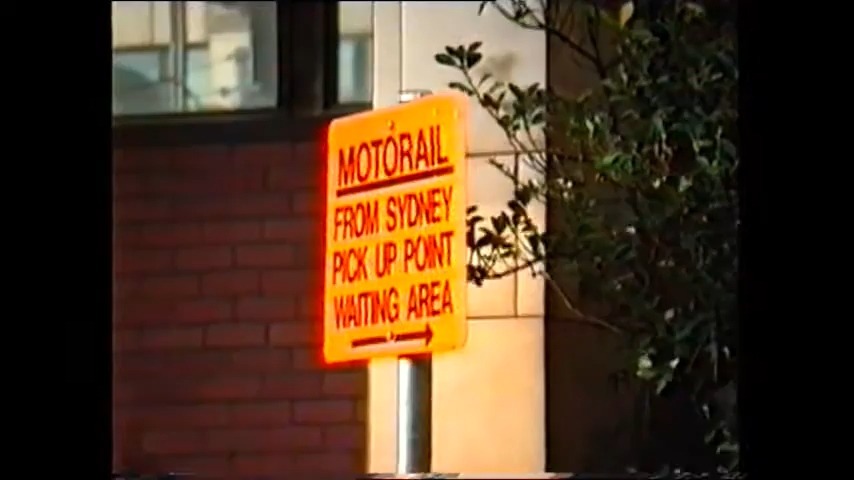 MOTORAIL
FROM SYDNEY
PICK UP POINT
WAITING AREA